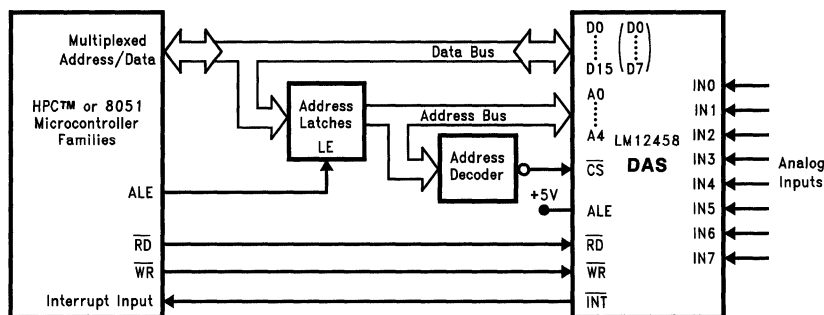 Multiplexed
Address/Data
HPC™ or 8051
Microcontroller
Families
ALE
RD
WR
Interrupt Input
Data Bus
Address
Latches
LE
Address Bus
Address
Decoder
+5V
D0 (D0
D15 D7)
A0
A4
LM12458
DAS
CS
ALE
RD
WR
INT
IN0
IN1
IN2
IN3
IN4
IN5
IN6
IN7
Analog
Inputs